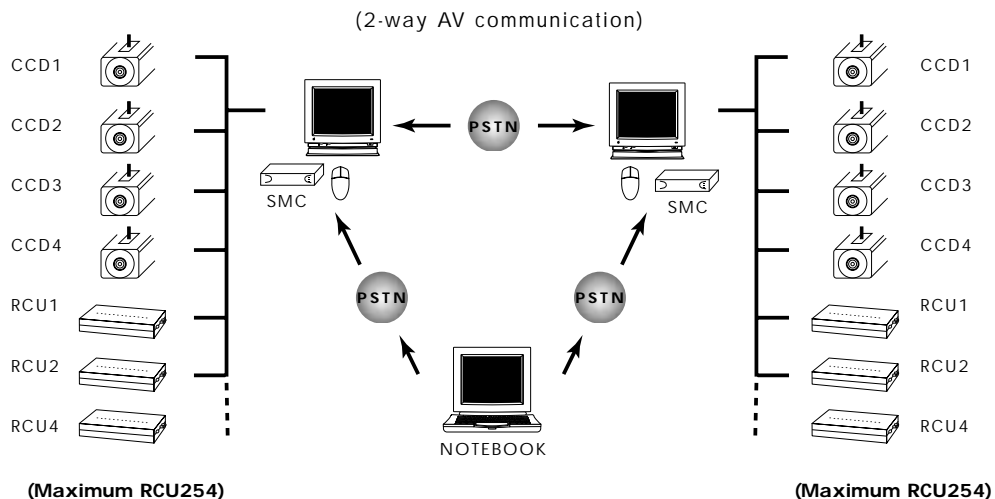 (2-way AV communication)
CCD1
CCD2
CCD3
CCD4
RCU1
RCU2
RCU4
(Maximum RCU254)
PSTN
SMC
SMC
PSTN
PSTN
NOTEBOOK
CCD1
CCD2
CCD3
CCD4
RCU1
RCU2
RCU4
(Maximum RCU254)